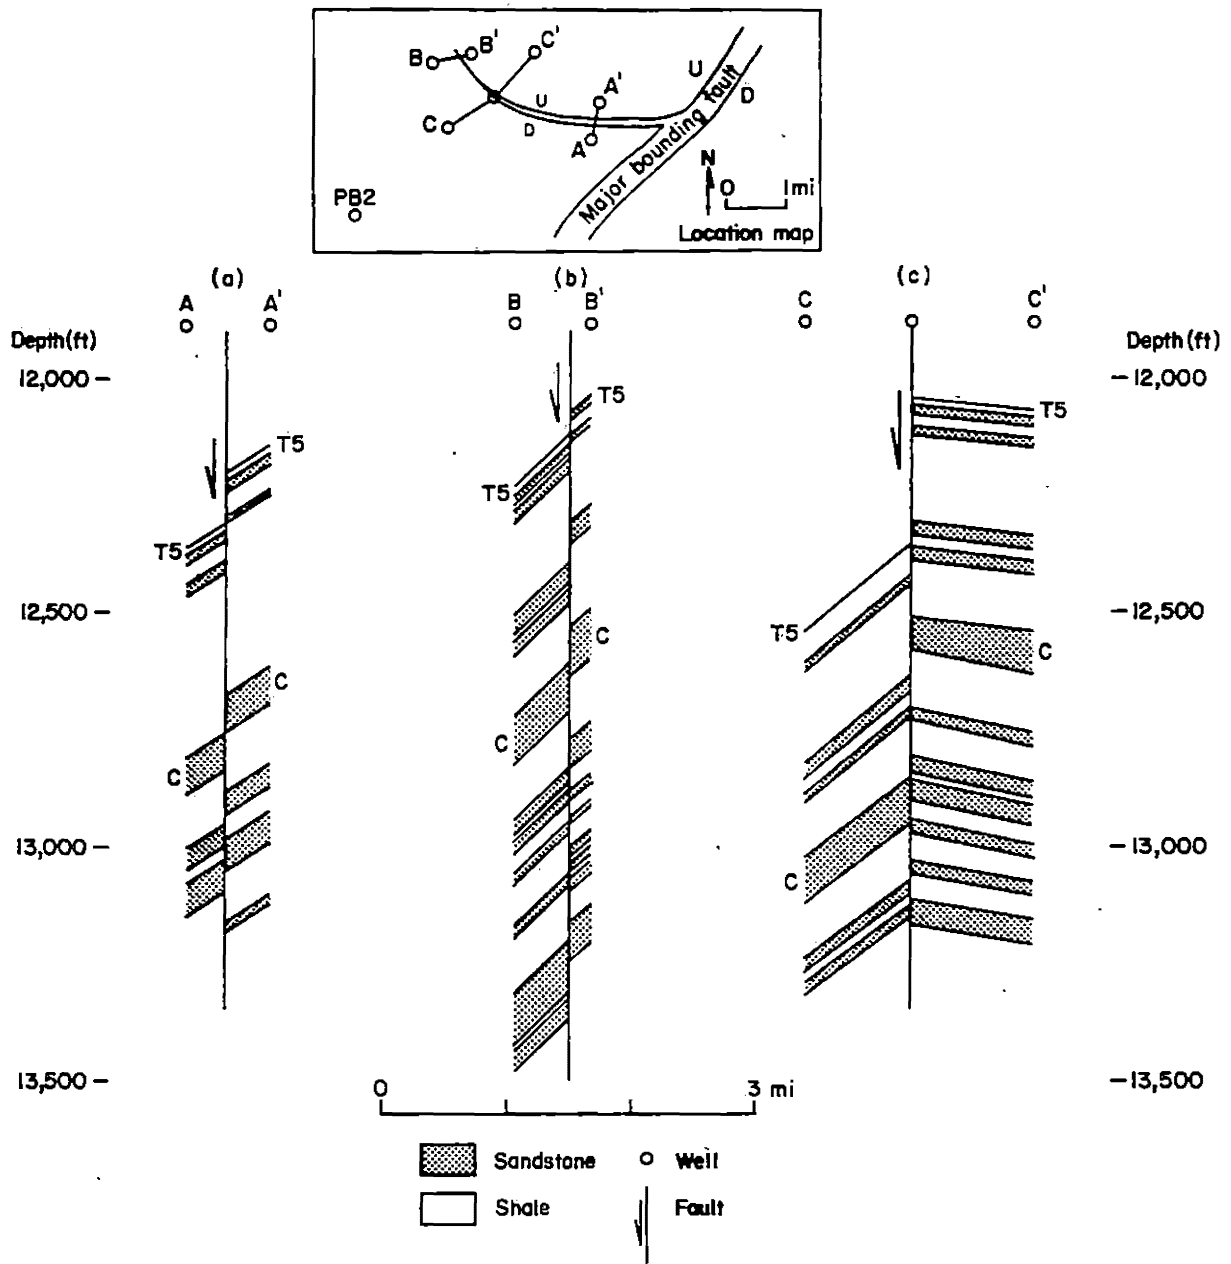 B B' C'
U A' U
Major bounding fault
D
C D
A
N
PB2 0 1mi
Location map
(a) (b) (c)
A A' B B' C C'
Depth(ft) Depth(ft)
12,000 – – 12,000
T5 T5
T5 T5
T5
12,500 – – 12,500
T5
C C C
C C
13,000 – – 13,000
C
13,500 – – 13,500
0 3 mi
Sandstone Well
Shale Fault